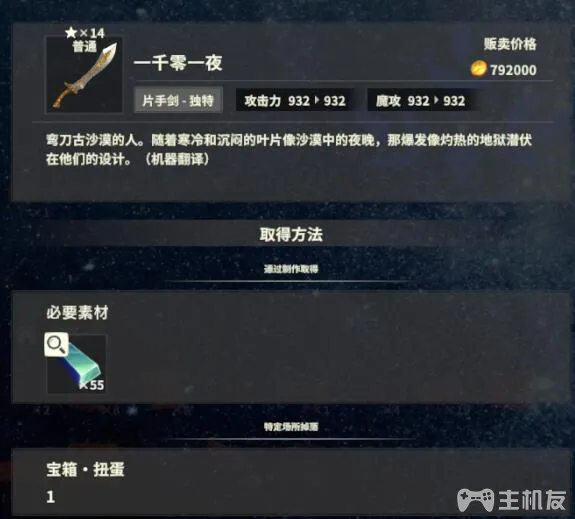 ★×14
普通
一千零一夜
贩卖价格
792000
片手剑 - 独特
攻击力 932 ▸ 932
魔攻 932 ▸ 932
弯刀古沙漠的人。随着寒冷和沉闷的叶片像沙漠中的夜晚，那爆发像灼热的地狱潜伏
在他们的设计。（机器翻译）
取得方法
通过制作取得
必要素材
×55
特定场所掉落
宝箱・扭蛋
1
主机友